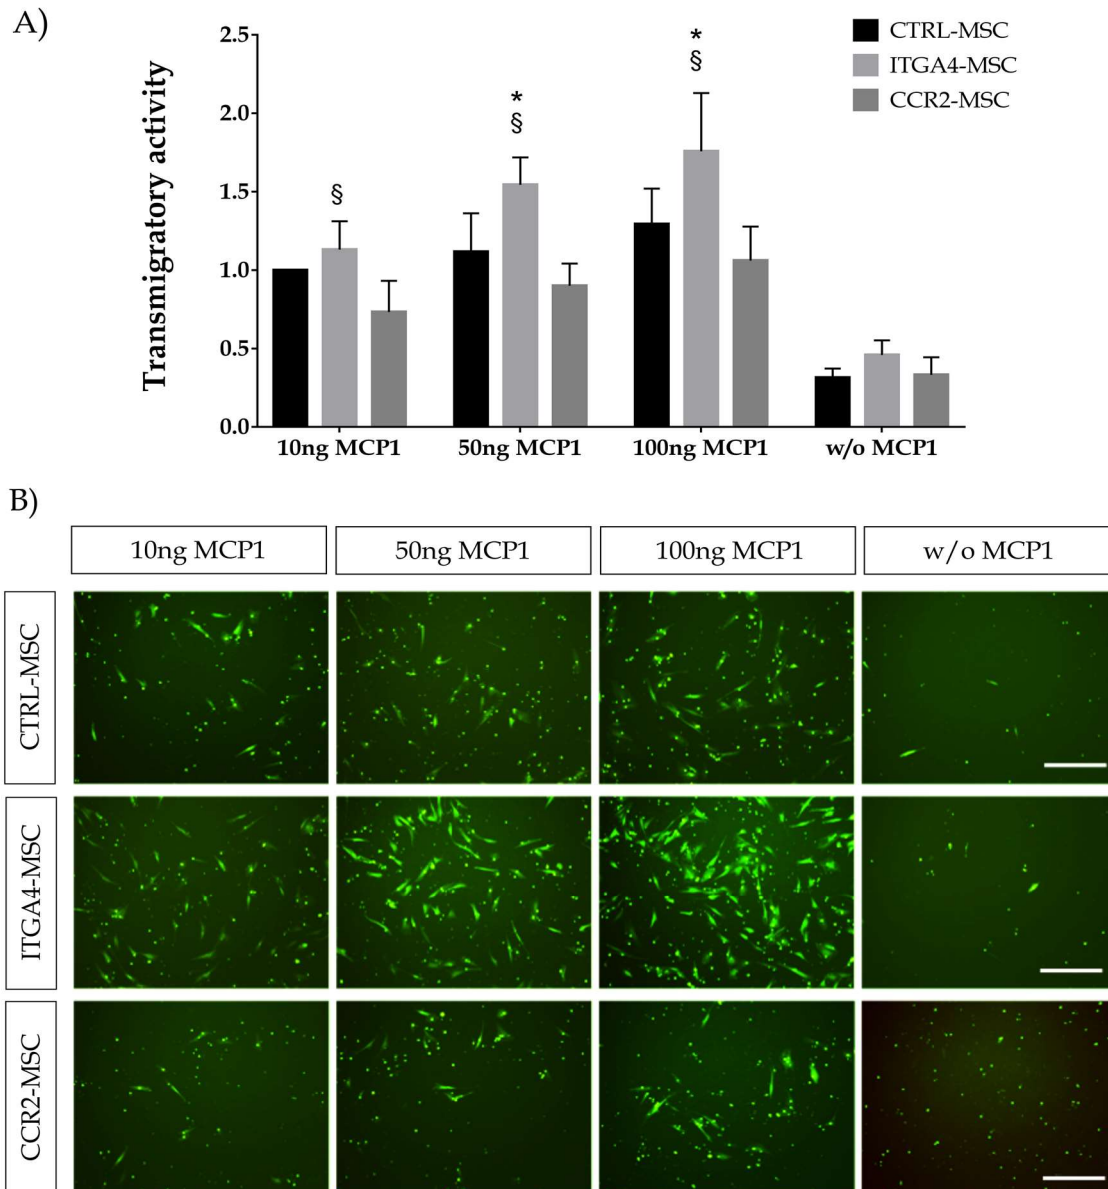 A)
Transmigratory activity
2.5
2.0
1.5
1.0
0.5
0.0
§
*
§
*
§
CTRL-MSC
ITGA4-MSC
CCR2-MSC
10ng MCP1 50ng MCP1 100ng MCP1 w/o MCP1
B)
10ng MCP1 50ng MCP1 100ng MCP1 w/o MCP1
CTRL-MSC
ITGA4-MSC
CCR2-MSC